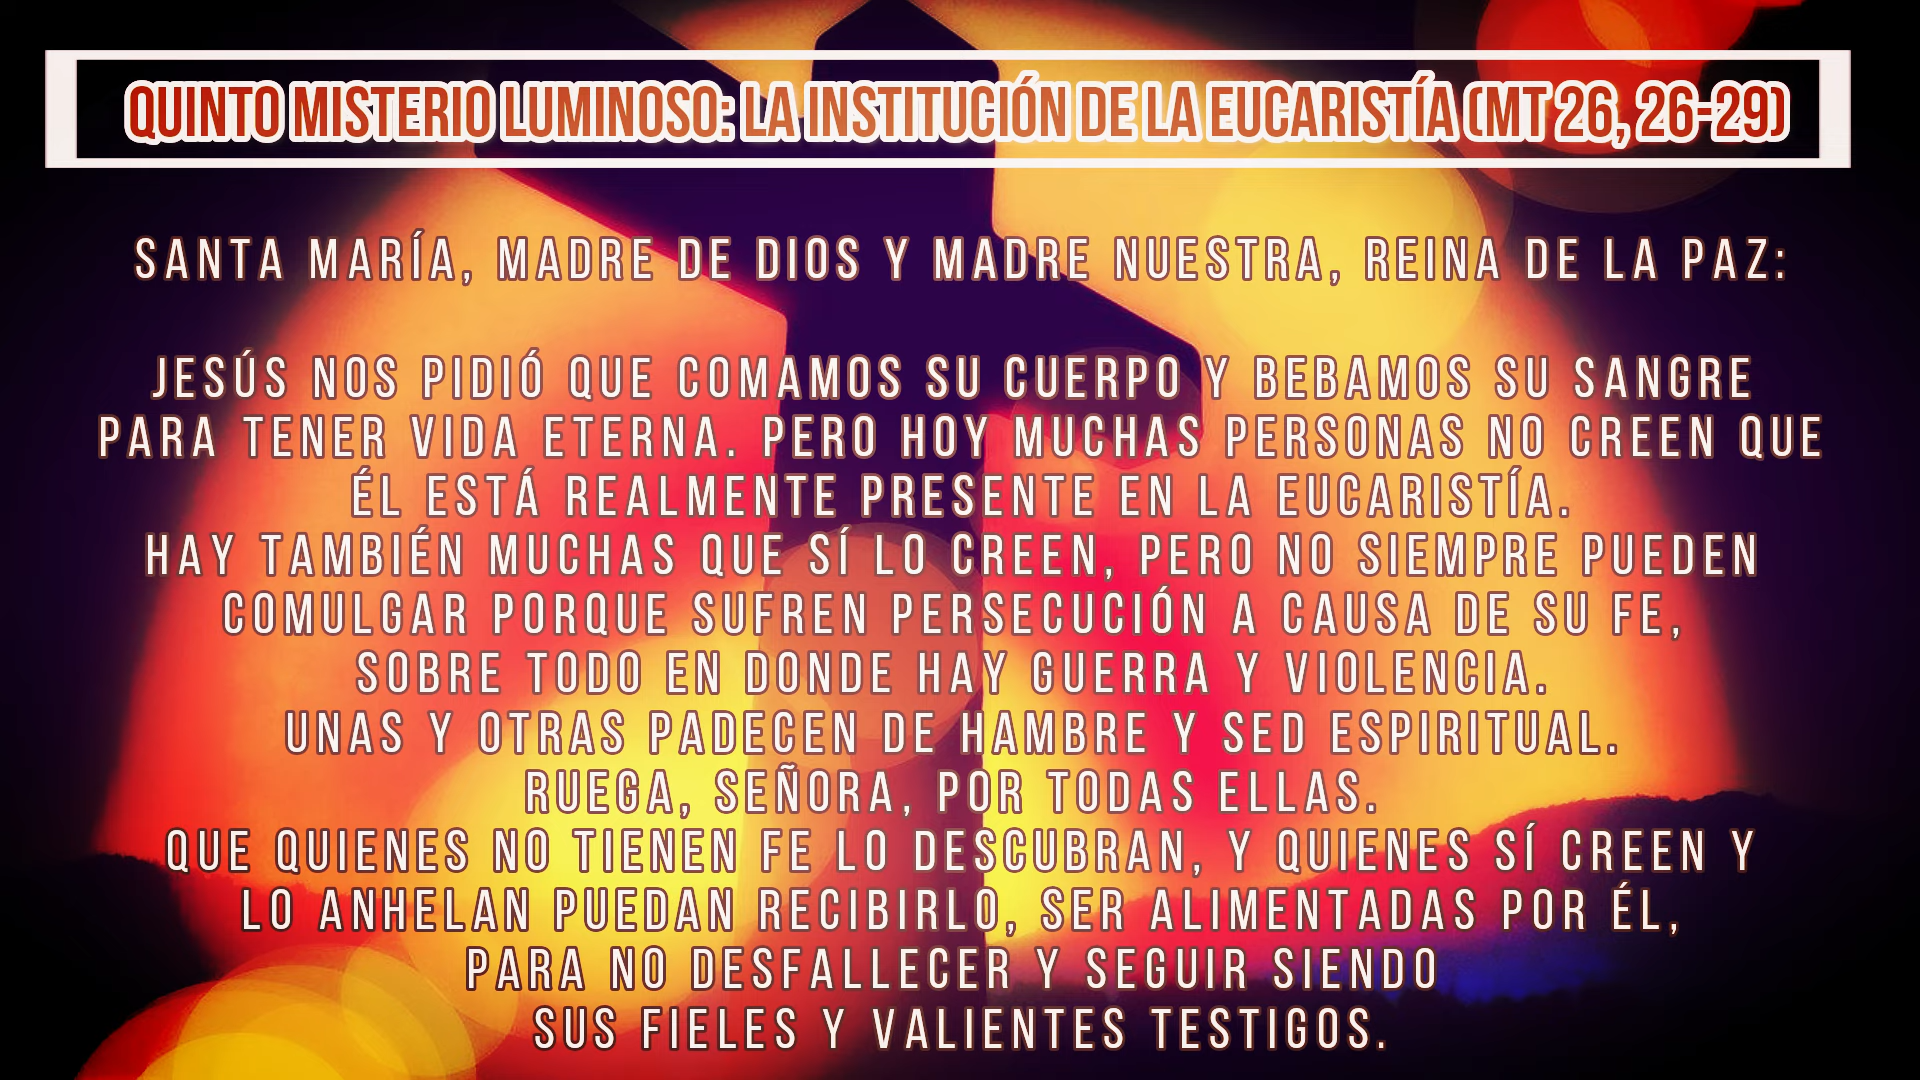 QUINTO MISTERIO LUMINOSO: LA INSTITUCIÓN DE LA EUCARISTÍA (MT 26, 26-29)
SANTA MARÍA, MADRE DE DIOS Y MADRE NUESTRA, REINA DE LA PAZ:
JESÚS NOS PIDIÓ QUE COMAMOS SU CUERPO Y BEBAMOS SU SANGRE
PARA TENER VIDA ETERNA. PERO HOY MUCHAS PERSONAS NO CREEN QUE
ÉL ESTÁ REALMENTE PRESENTE EN LA EUCARISTÍA.
HAY TAMBIÉN MUCHAS QUE SÍ LO CREEN, PERO NO SIEMPRE PUEDEN
COMULGAR PORQUE SUFREN PERSECUCIÓN A CAUSA DE SU FE,
SOBRE TODO EN DONDE HAY GUERRA Y VIOLENCIA.
UNAS Y OTRAS PADECEN DE HAMBRE Y SED ESPIRITUAL.
RUEGA, SEÑORA, POR TODAS ELLAS.
QUE QUIENES NO TIENEN FE LO DESCUBRAN, Y QUIENES SÍ CREEN Y
LO ANHELAN PUEDAN RECIBIRLO, SER ALIMENTADAS POR ÉL,
PARA NO DESFALLECER Y SEGUIR SIENDO
SUS FIELES Y VALIENTES TESTIGOS.